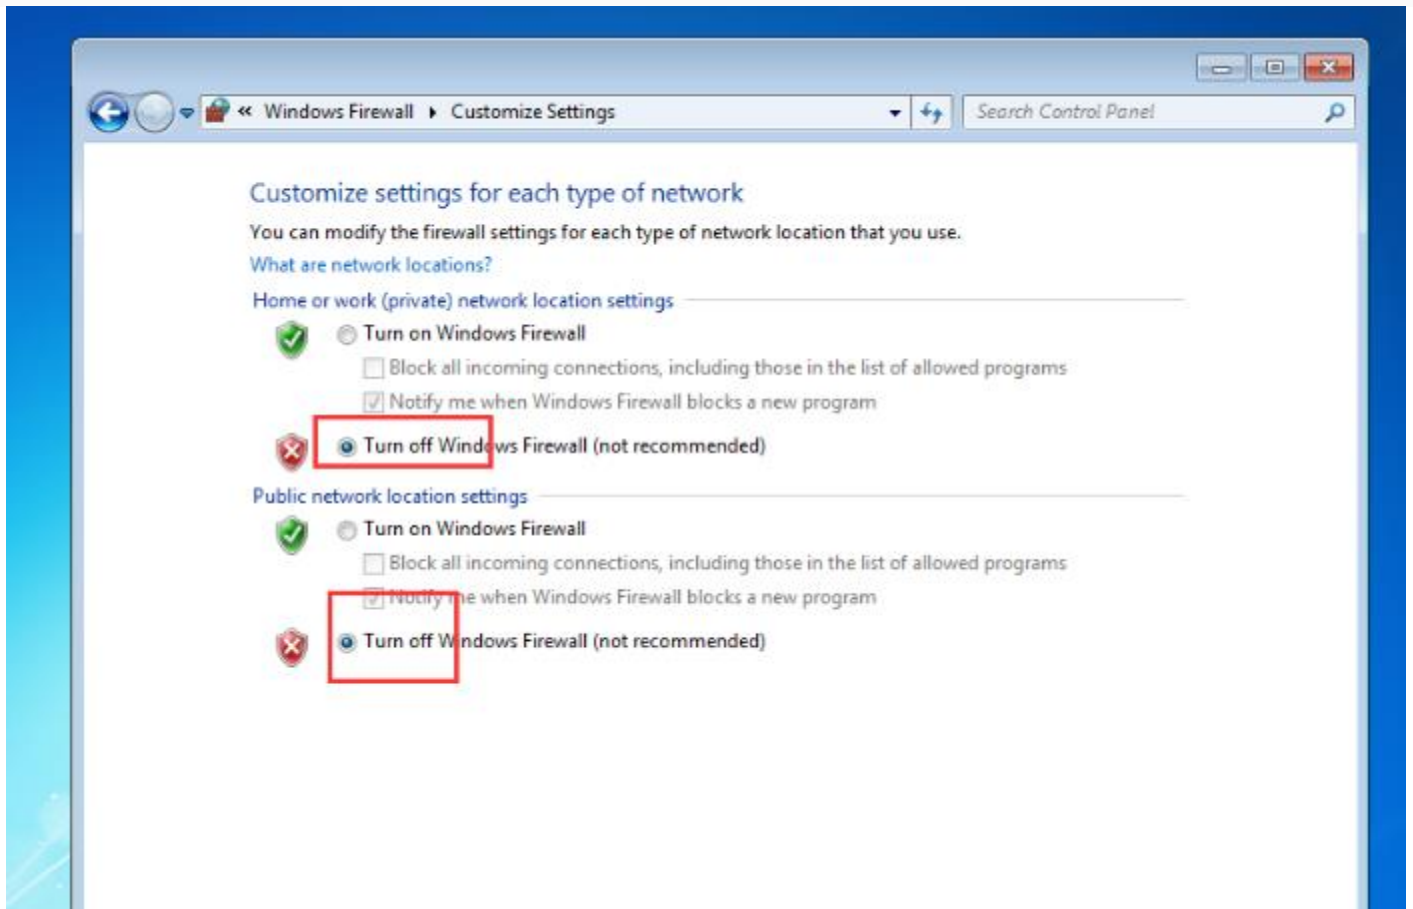 « Windows Firewall Customize Settings Search Control Panel
Customize settings for each type of network
You can modify the firewall settings for each type of network location that you use.
What are network locations?
Home or work (private) network location settings
Turn on Windows Firewall
Block all incoming connections, including those in the list of allowed programs
Notify me when Windows Firewall blocks a new program
Turn off Windows Firewall (not recommended)
Public network location settings
Turn on Windows Firewall
Block all incoming connections, including those in the list of allowed programs
Notify me when Windows Firewall blocks a new program
Turn off Windows Firewall (not recommended)